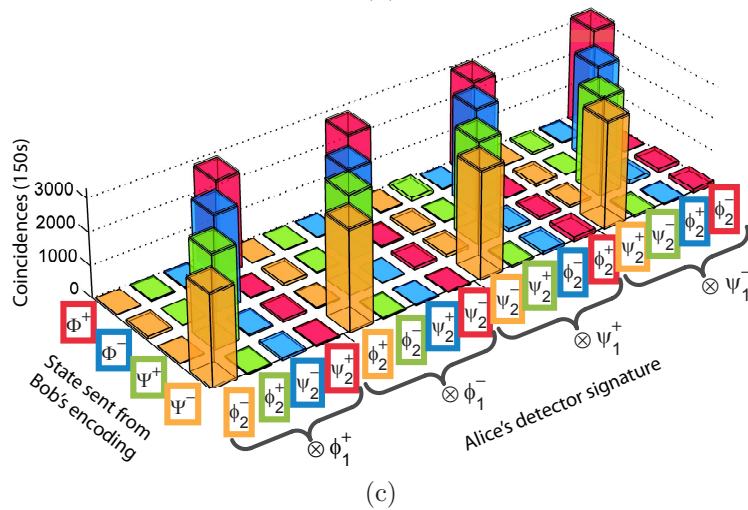 Coincidences (150s)
3000
2000
1000
0
Φ⁺
Φ⁻
Ψ⁺
Ψ⁻
State sent from
Bob's encoding
ϕ₂⁻ ϕ₂⁺ ψ₂⁻ ψ₂⁺
ϕ₂⁺ ϕ₂⁻ ψ₂⁺ ψ₂⁻
ψ₂⁻ ψ₂⁺ ϕ₂⁻ ϕ₂⁺
ψ₂⁺ ψ₂⁻ ϕ₂⁺ ϕ₂⁻
⊗ ϕ₁⁺
⊗ ϕ₁⁻
⊗ ψ₁⁺
⊗ ψ₁⁻
Alice's detector signature
(c)